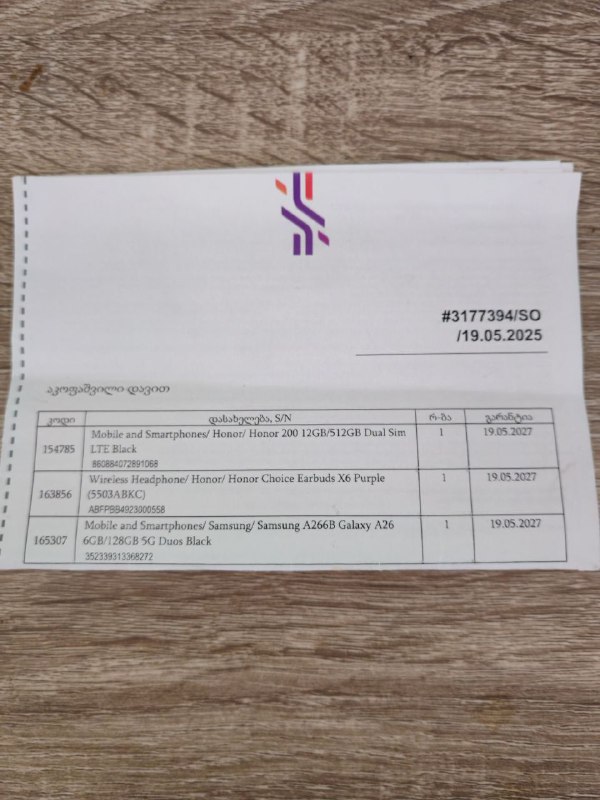 #3177394/SO
/19.05.2025
აკოფაშვილი დავით
კოდი დასახელება, S/N რ-ბა გარანტია
154785 Mobile and Smartphones/ Honor/ Honor 200 12GB/512GB Dual Sim 1 19.05.2027
LTE Black
860884072891068
163856 Wireless Headphone/ Honor/ Honor Choice Earbuds X6 Purple 1 19.05.2027
(5503ABKC)
ABFPBB4923000558
165307 Mobile and Smartphones/ Samsung/ Samsung A266B Galaxy A26 1 19.05.2027
6GB/128GB 5G Duos Black
352339313368272